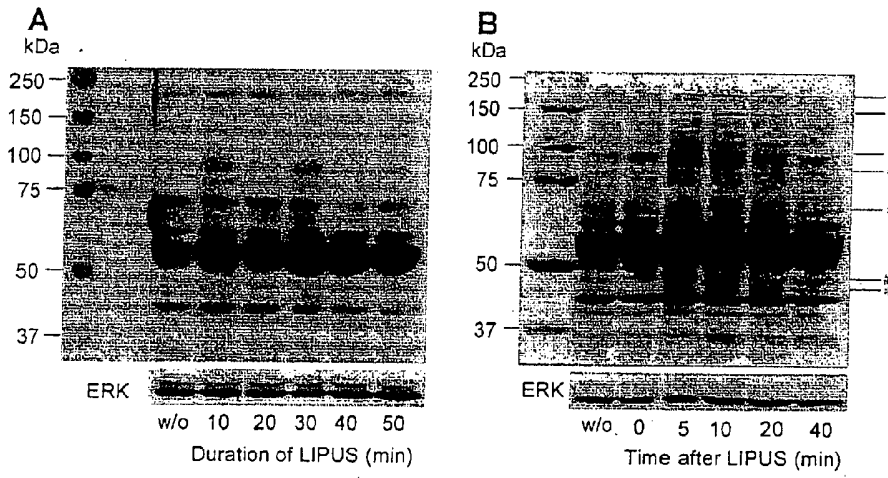 A
kDa
250
150
100
75
50
37
ERK
w/o 10 20 30 40 50
Duration of LIPUS (min)
B
kDa
250
150
100
75
50
37
ERK
w/o 0 5 10 20 40
Time after LIPUS (min)